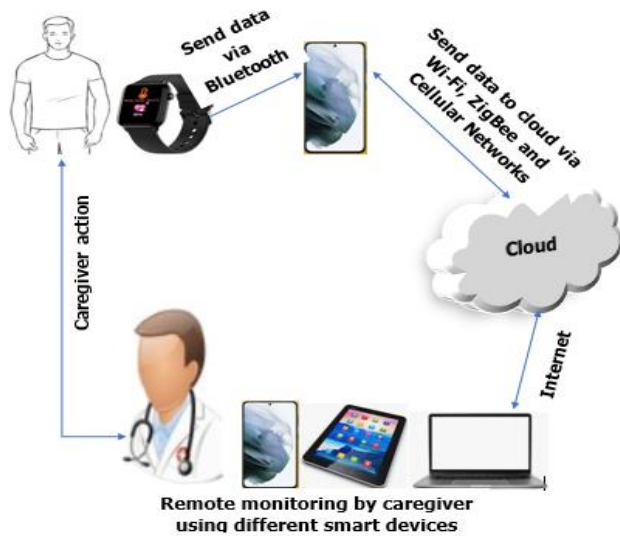 Send data
via
Bluetooth
Send data to cloud via
Wi-Fi, ZigBee and
Cellular Networks
Cloud
Caregiver action
Internet
Remote monitoring by caregiver
using different smart devices